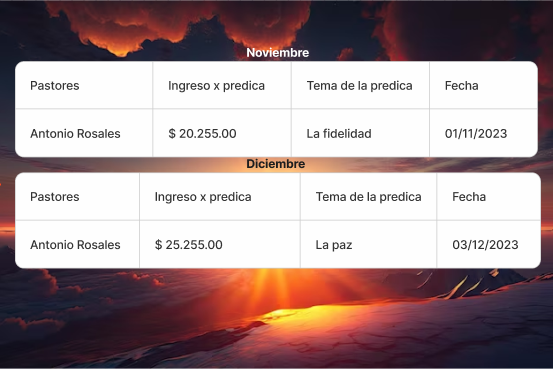 Noviembre
Pastores Ingreso x predica Tema de la predica Fecha
Antonio Rosales $ 20.255.00 La fidelidad 01/11/2023
Diciembre
Pastores Ingreso x predica Tema de la predica Fecha
Antonio Rosales $ 25.255.00 La paz 03/12/2023